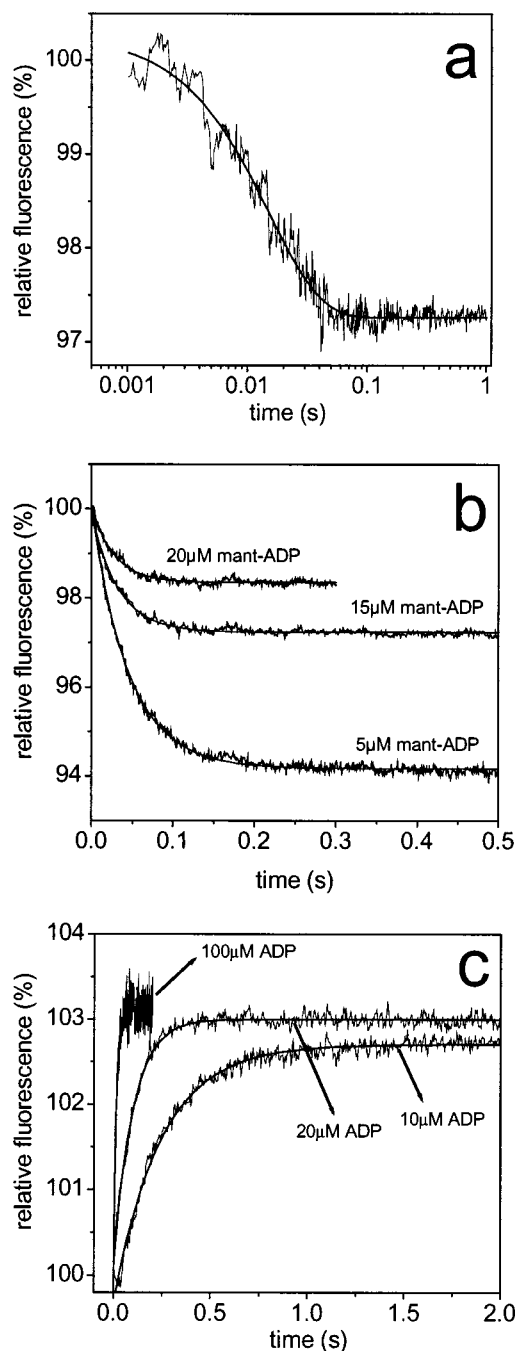 a
100
99
98
97
relative fluorescence (%)
0.001 0.01 0.1 1
time (s)
b
100
98
96
94
relative fluorescence (%)
20µM mant-ADP
15µM mant-ADP
5µM mant-ADP
0.0 0.1 0.2 0.3 0.4 0.5
time (s)
c
104
103
102
101
100
relative fluorescence (%)
100µM ADP
20µM ADP
10µM ADP
0.0 0.5 1.0 1.5 2.0
time (s)